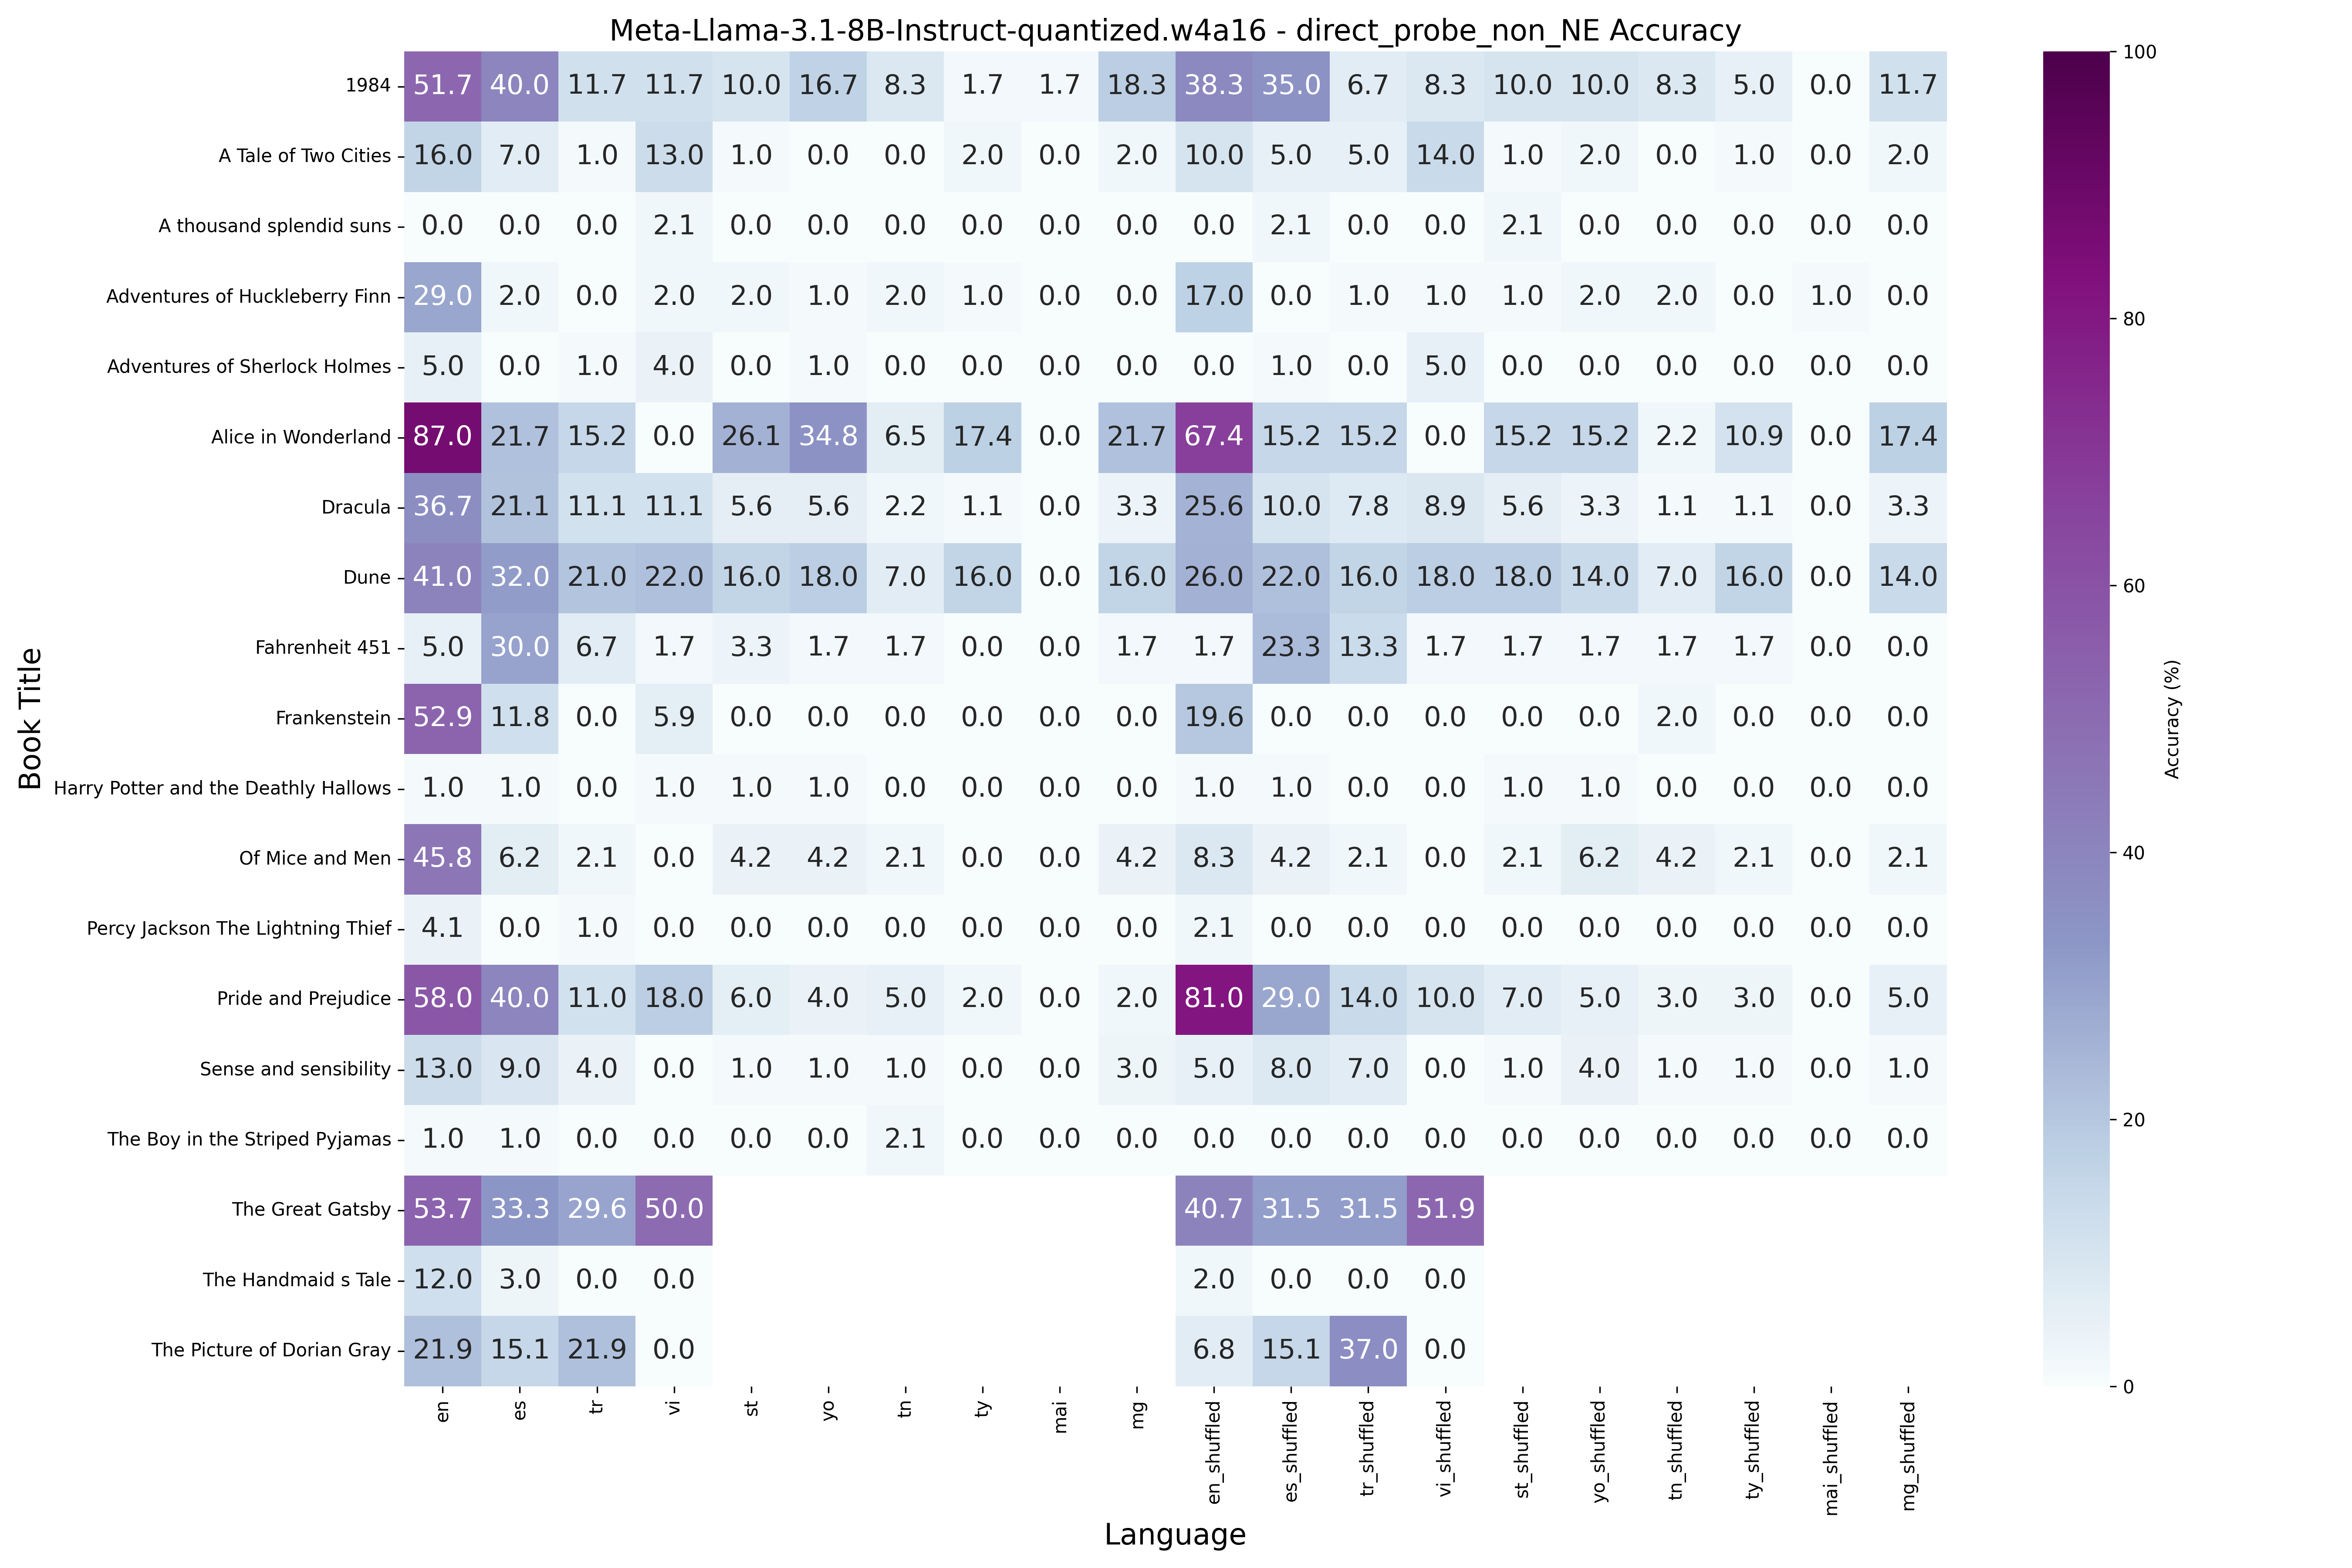 Meta-Llama-3.1-8B-Instruct-quantized.w4a16 - direct_probe_non_NE Accuracy
1984 51.7 40.0 11.7 11.7 10.0 16.7 8.3 1.7 1.7 18.3 38.3 35.0 6.7 8.3 10.0 10.0 8.3 5.0 0.0 11.7
A Tale of Two Cities 16.0 7.0 1.0 13.0 1.0 0.0 0.0 2.0 0.0 2.0 10.0 5.0 5.0 14.0 1.0 2.0 0.0 1.0 0.0 2.0
A thousand splendid suns 0.0 0.0 0.0 2.1 0.0 0.0 0.0 0.0 0.0 0.0 0.0 2.1 0.0 0.0 2.1 0.0 0.0 0.0 0.0 0.0
Adventures of Huckleberry Finn 29.0 2.0 0.0 2.0 2.0 1.0 2.0 1.0 0.0 0.0 17.0 0.0 1.0 1.0 1.0 2.0 2.0 0.0 1.0 0.0
Adventures of Sherlock Holmes 5.0 0.0 1.0 4.0 0.0 1.0 0.0 0.0 0.0 0.0 0.0 1.0 0.0 5.0 0.0 0.0 0.0 0.0 0.0 0.0
Alice in Wonderland 87.0 21.7 15.2 0.0 26.1 34.8 6.5 17.4 0.0 21.7 67.4 15.2 15.2 0.0 15.2 15.2 2.2 10.9 0.0 17.4
Dracula 36.7 21.1 11.1 11.1 5.6 5.6 2.2 1.1 0.0 3.3 25.6 10.0 7.8 8.9 5.6 3.3 1.1 1.1 0.0 3.3
Dune 41.0 32.0 21.0 22.0 16.0 18.0 7.0 16.0 0.0 16.0 26.0 22.0 16.0 18.0 18.0 14.0 7.0 16.0 0.0 14.0
Fahrenheit 451 5.0 30.0 6.7 1.7 3.3 1.7 1.7 0.0 0.0 1.7 1.7 23.3 13.3 1.7 1.7 1.7 1.7 1.7 0.0 0.0
Frankenstein 52.9 11.8 0.0 5.9 0.0 0.0 0.0 0.0 0.0 0.0 19.6 0.0 0.0 0.0 0.0 0.0 2.0 0.0 0.0 0.0
Harry Potter and the Deathly Hallows 1.0 1.0 0.0 1.0 1.0 1.0 0.0 0.0 0.0 0.0 1.0 1.0 0.0 0.0 1.0 1.0 0.0 0.0 0.0 0.0
Of Mice and Men 45.8 6.2 2.1 0.0 4.2 4.2 2.1 0.0 0.0 4.2 8.3 4.2 2.1 0.0 2.1 6.2 4.2 2.1 0.0 2.1
Percy Jackson The Lightning Thief 4.1 0.0 1.0 0.0 0.0 0.0 0.0 0.0 0.0 0.0 2.1 0.0 0.0 0.0 0.0 0.0 0.0 0.0 0.0 0.0
Pride and Prejudice 58.0 40.0 11.0 18.0 6.0 4.0 5.0 2.0 0.0 2.0 81.0 29.0 14.0 10.0 7.0 5.0 3.0 3.0 0.0 5.0
Sense and sensibility 13.0 9.0 4.0 0.0 1.0 1.0 1.0 0.0 0.0 3.0 5.0 8.0 7.0 0.0 1.0 4.0 1.0 1.0 0.0 1.0
The Boy in the Striped Pyjamas 1.0 1.0 0.0 0.0 0.0 0.0 2.1 0.0 0.0 0.0 0.0 0.0 0.0 0.0 0.0 0.0 0.0 0.0 0.0 0.0
The Great Gatsby 53.7 33.3 29.6 50.0 40.7 31.5 31.5 51.9
The Handmaid s Tale 12.0 3.0 0.0 0.0 2.0 0.0 0.0 0.0
The Picture of Dorian Gray 21.9 15.1 21.9 0.0 6.8 15.1 37.0 0.0
en es tr vi st yo tn ty mai mg en_shuffled es_shuffled tr_shuffled vi_shuffled st_shuffled yo_shuffled tn_shuffled ty_shuffled mai_shuffled mg_shuffled
Language
Book Title
100
80
60
40
20
0
Accuracy (%)